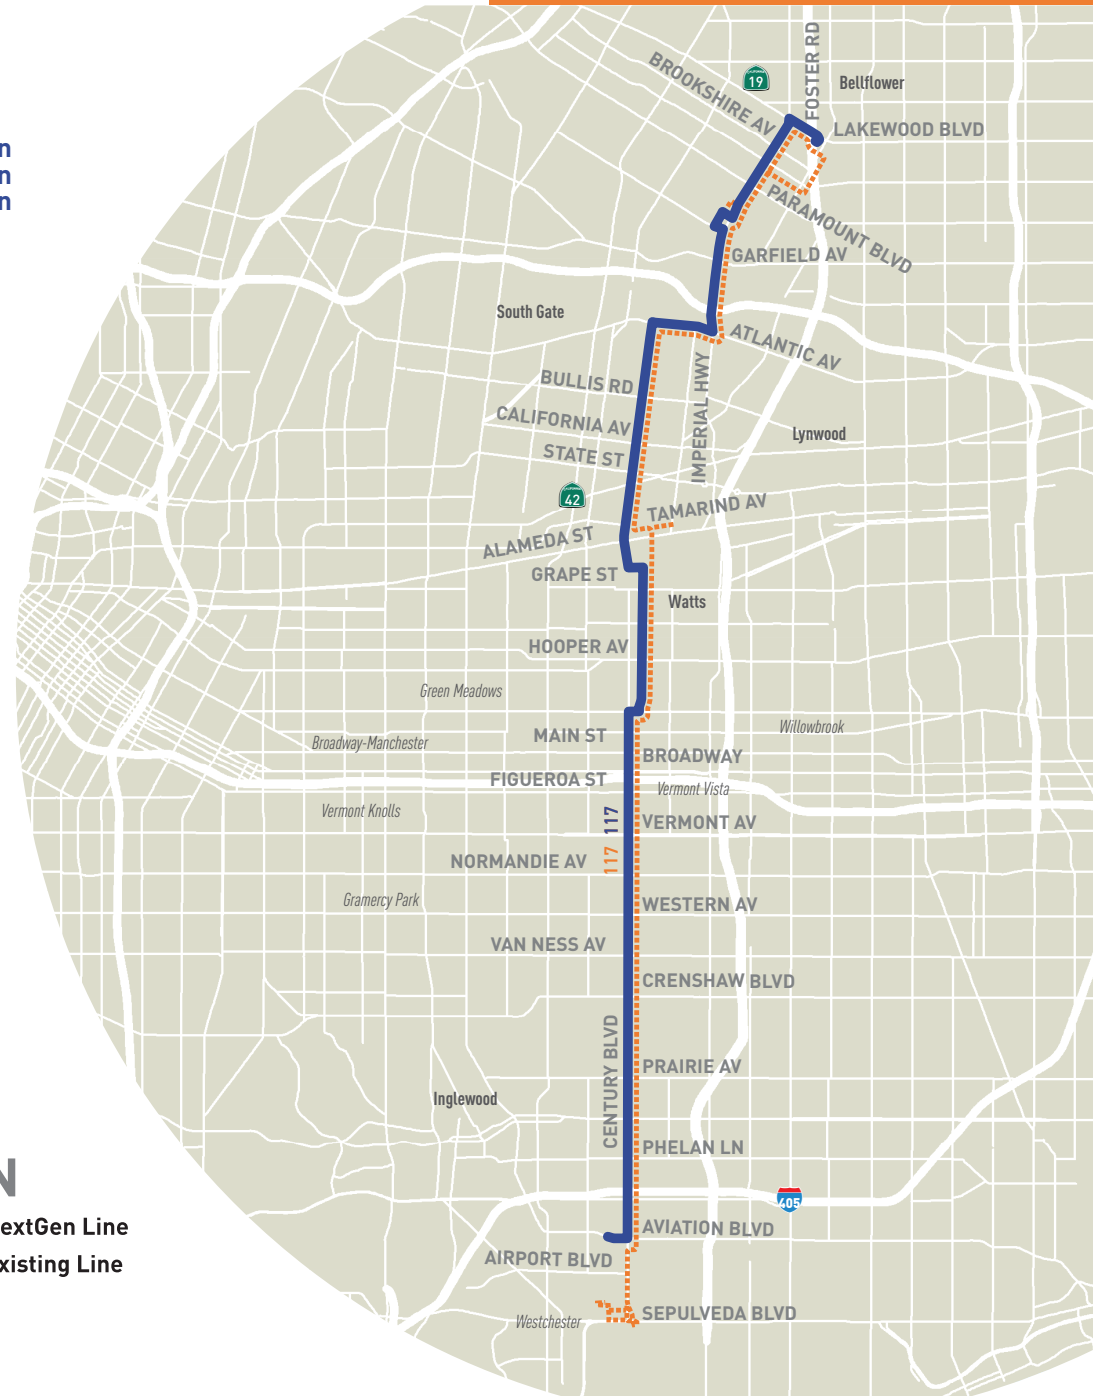 BROOKSHIRE AV
CALIFORNIA
19
FOSTER RD
Bellflower
LAKEWOOD BLVD
n
n
n
PARAMOUNT BLVD
GARFIELD AV
South Gate
ATLANTIC AV
BULLIS RD
IMPERIAL HWY
CALIFORNIA AV
Lynwood
STATE ST
CALIFORNIA
42
TAMARIND AV
ALAMEDA ST
GRAPE ST
Watts
HOOPER AV
Green Meadows
MAIN ST
Willowbrook
Broadway-Manchester
BROADWAY
FIGUEROA ST
Vermont Vista
Vermont Knolls
117
VERMONT AV
117
NORMANDIE AV
Gramercy Park
WESTERN AV
VAN NESS AV
CRENSHAW BLVD
CENTURY BLVD
PRAIRIE AV
Inglewood
PHELAN LN
N
405
extGen Line
AVIATION BLVD
xisting Line
AIRPORT BLVD
SEPULVEDA BLVD
Westchester